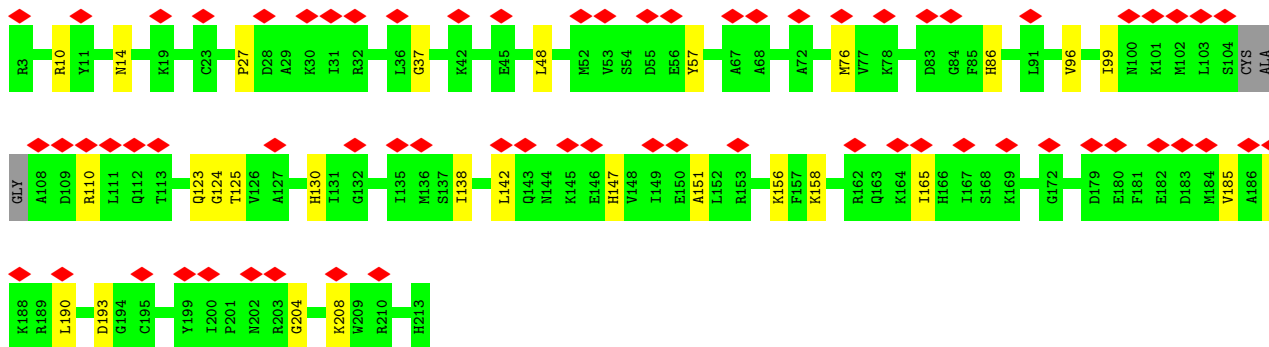 R3 R10 Y11 N14 K19 C23 P27 D28 A29 K30 I31 R32 L36 G37 K42 E45 L48 M52 V53 S54 D55 E56 Y57 A67 A68 A72 M76 V77 K78 D83 G84 F85 H86 L91 V96 I99 N100 K101 M102 L103 S104 CYS ALA
GLY A108 D109 R110 L111 Q112 T113 Q123 G124 T125 V126 A127 H130 I131 G132 I135 M136 S137 I138 L142 Q143 N144 K145 E146 H147 V148 I149 E150 A151 L152 R153 K156 F157 K158 R162 Q163 K164 I165 H166 I167 S168 K169 G172 D179 E180 F181 E182 D183 M184 V185 A186
K188 R189 L190 D193 G194 C195 Y199 I200 P201 N202 R203 G204 K208 W209 R210 H213